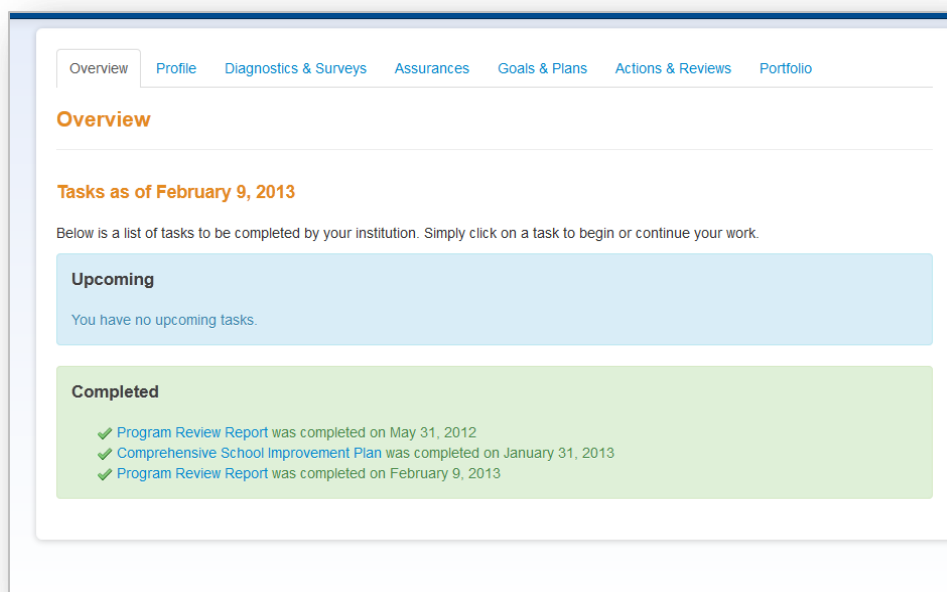 Overview Profile Diagnostics & Surveys Assurances Goals & Plans Actions & Reviews Portfolio
Overview
Tasks as of February 9, 2013
Below is a list of tasks to be completed by your institution. Simply click on a task to begin or continue your work.
Upcoming
You have no upcoming tasks.
Completed
Program Review Report was completed on May 31, 2012
Comprehensive School Improvement Plan was completed on January 31, 2013
Program Review Report was completed on February 9, 2013